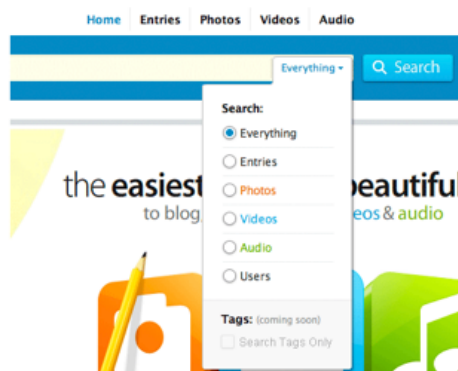 Home Entries Photos Videos Audio
Everything Search
Search:
Everything
Entries
the easiest beautiful
Photos
to blog, eos & audio
Videos
Audio
Users
Tags: (coming soon)
Search Tags Only